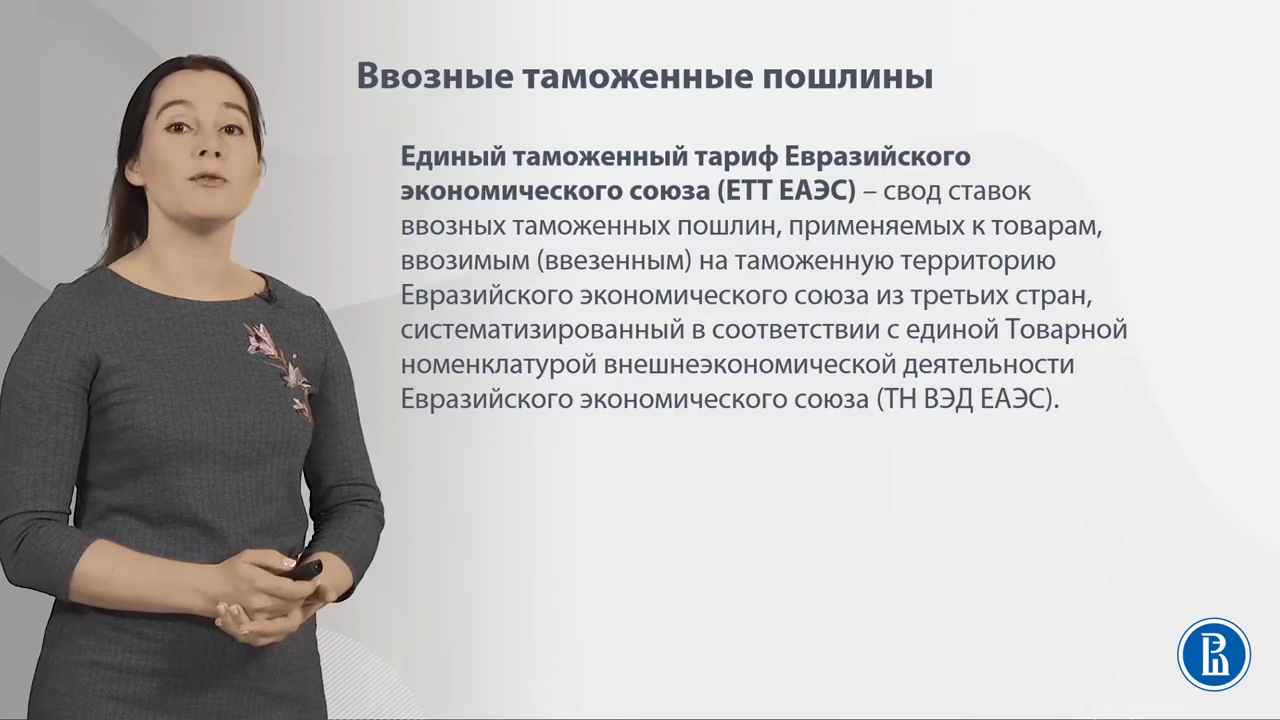 Ввозные таможенные пошлины
Единый таможенный тариф Евразийского
экономического союза (ЕТТ ЕАЭС) – свод ставок
ввозных таможенных пошлин, применяемых к товарам,
ввозимым (ввезенным) на таможенную территорию
Евразийского экономического союза из третьих стран,
систематизированный в соответствии с единой Товарной
номенклатурой внешнеэкономической деятельности
Евразийского экономического союза (ТН ВЭД ЕАЭС).